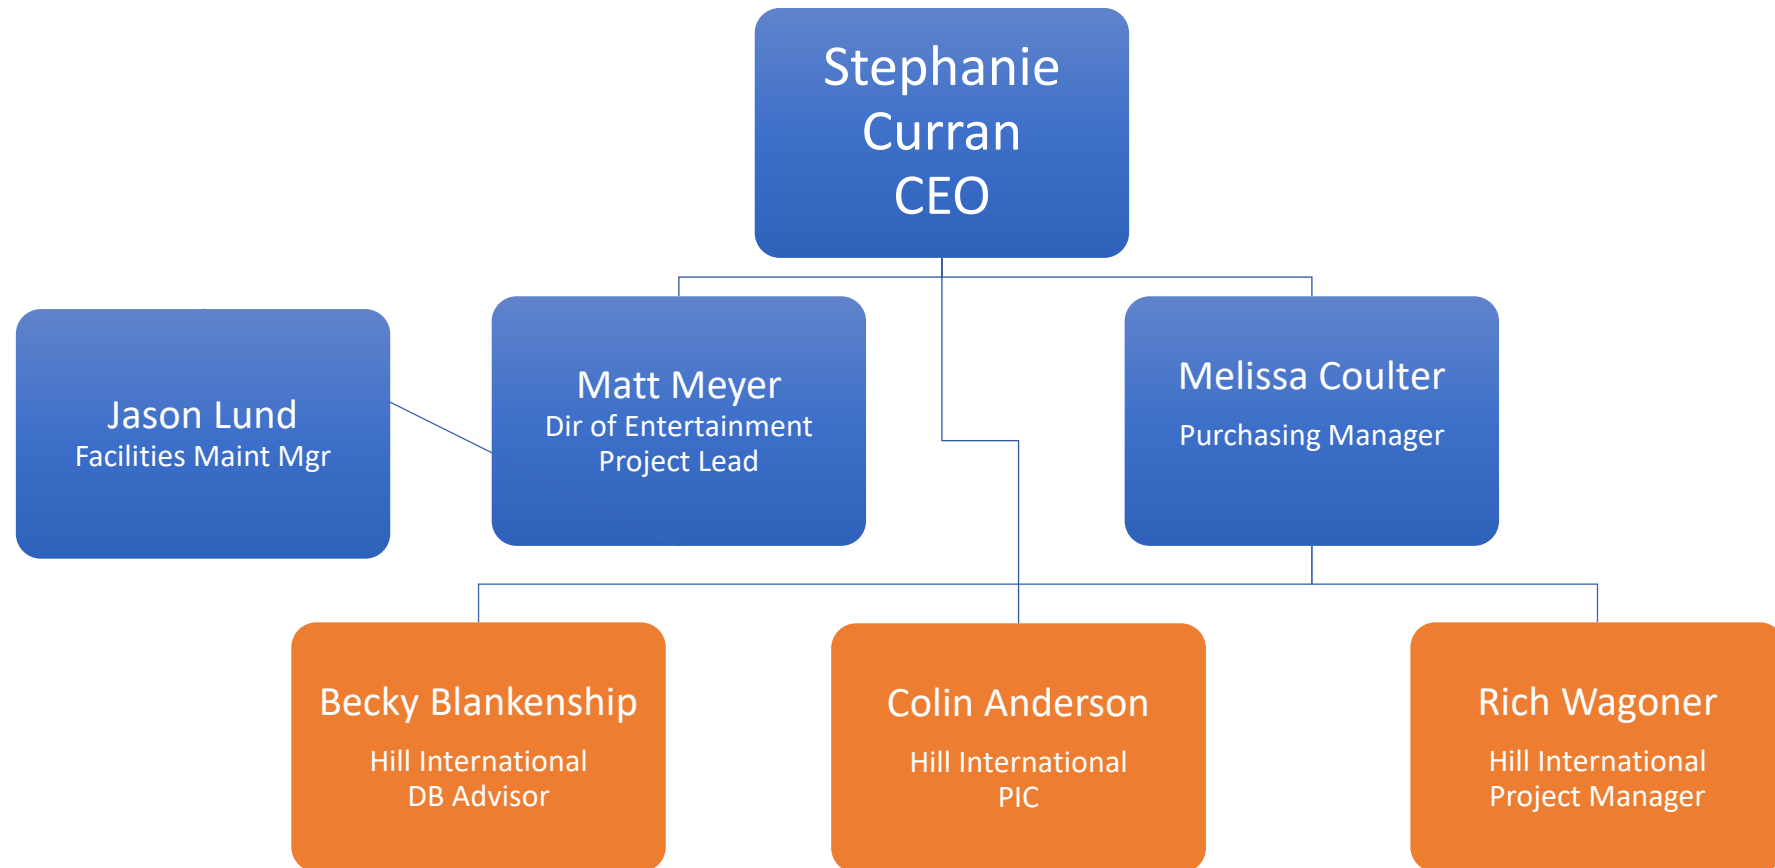 Stephanie
Curran
CEO
Jason Lund
Facilities Maint Mgr
Matt Meyer
Dir of Entertainment
Project Lead
Melissa Coulter
Purchasing Manager
Becky Blankenship
Hill International
DB Advisor
Colin Anderson
Hill International
PIC
Rich Wagoner
Hill International
Project Manager